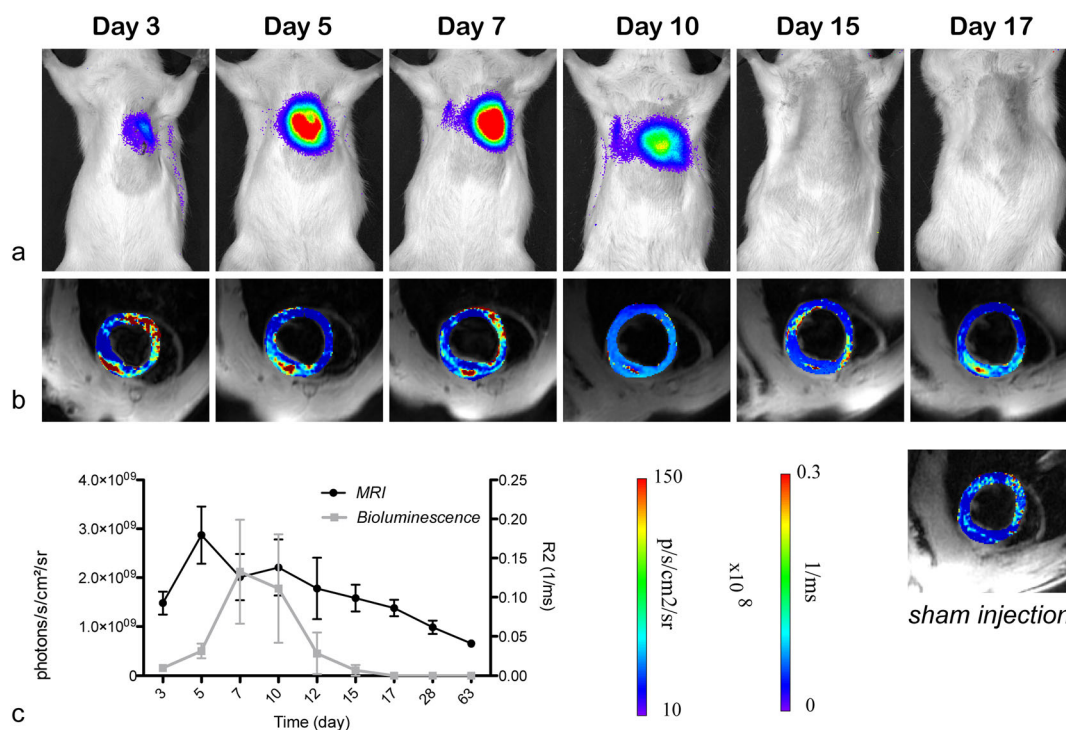 Day 3 Day 5 Day 7 Day 10 Day 15 Day 17
a
b
4.0×10⁰⁹
3.0×10⁰⁹
2.0×10⁰⁹
1.0×10⁰⁹
0
photons/s/cm²/sr
MRI
Bioluminescence
0.25
0.20
0.15
0.10
0.05
0.00
R2 (1/ms)
3 5 7 10 12 15 17 28 63
Time (day)
c
150
p/s/cm2/sr
10
x10⁸
0.3
1/ms
0
sham injection